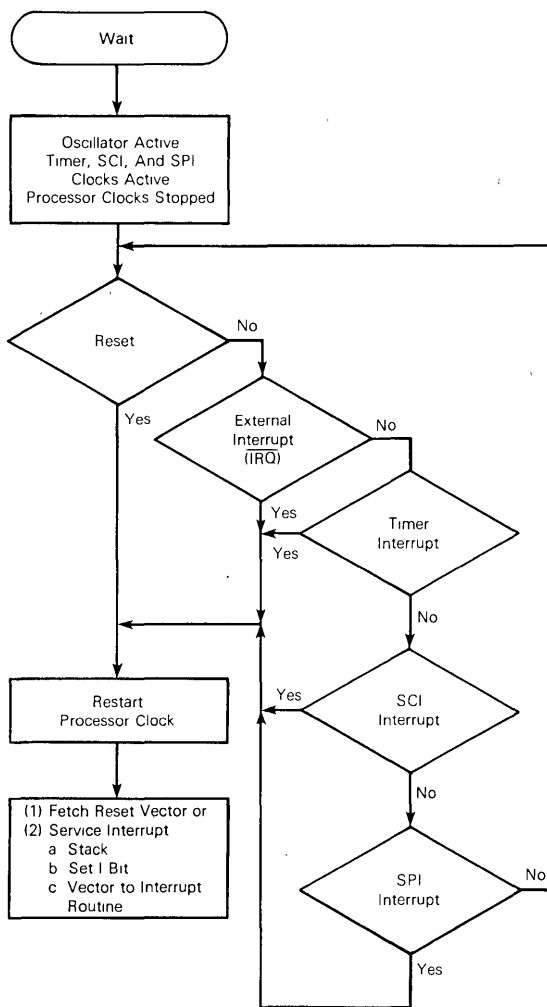 Wait
Oscillator Active
Timer, SCI, And SPI
Clocks Active
Processor Clocks Stopped
Reset
No
Yes
External
Interrupt
(IRQ)
No
Yes
Timer
Interrupt
Yes
No
SCI
Interrupt
Yes
No
SPI
Interrupt
No
Yes
Restart
Processor Clock
(1) Fetch Reset Vector or
(2) Service Interrupt
a Stack
b Set I Bit
c Vector to Interrupt
Routine